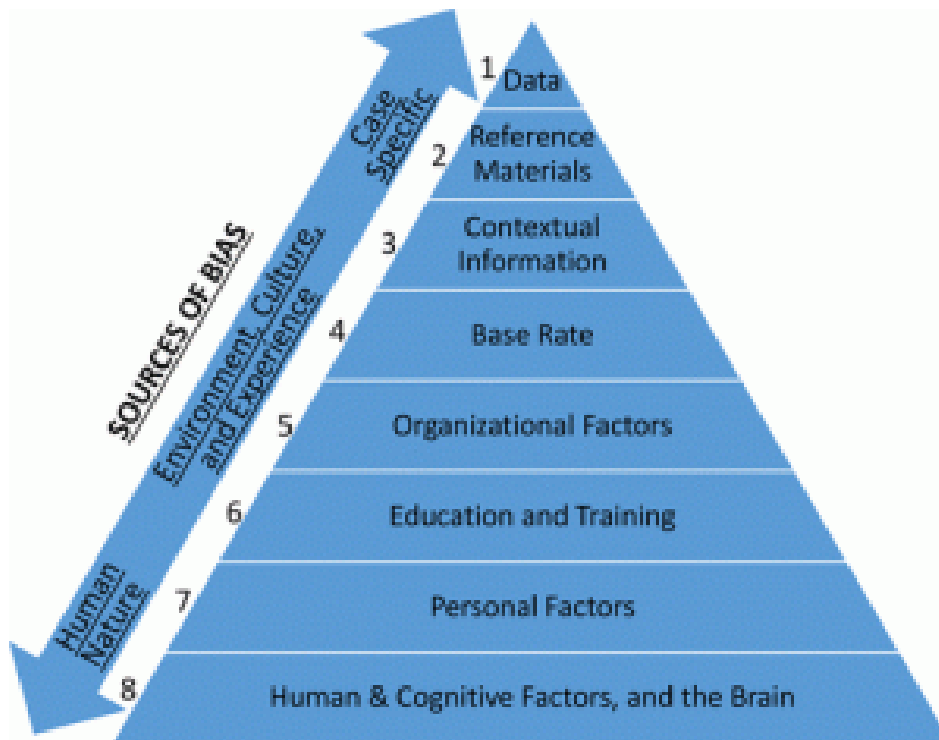 SOURCES OF BIAS
Case
Specific
Environment, Culture,
and Experience
Human
Nature
1
Data
2
Reference
Materials
3
Contextual
Information
4
Base Rate
5
Organizational Factors
6
Education and Training
7
Personal Factors
8
Human & Cognitive Factors, and the Brain